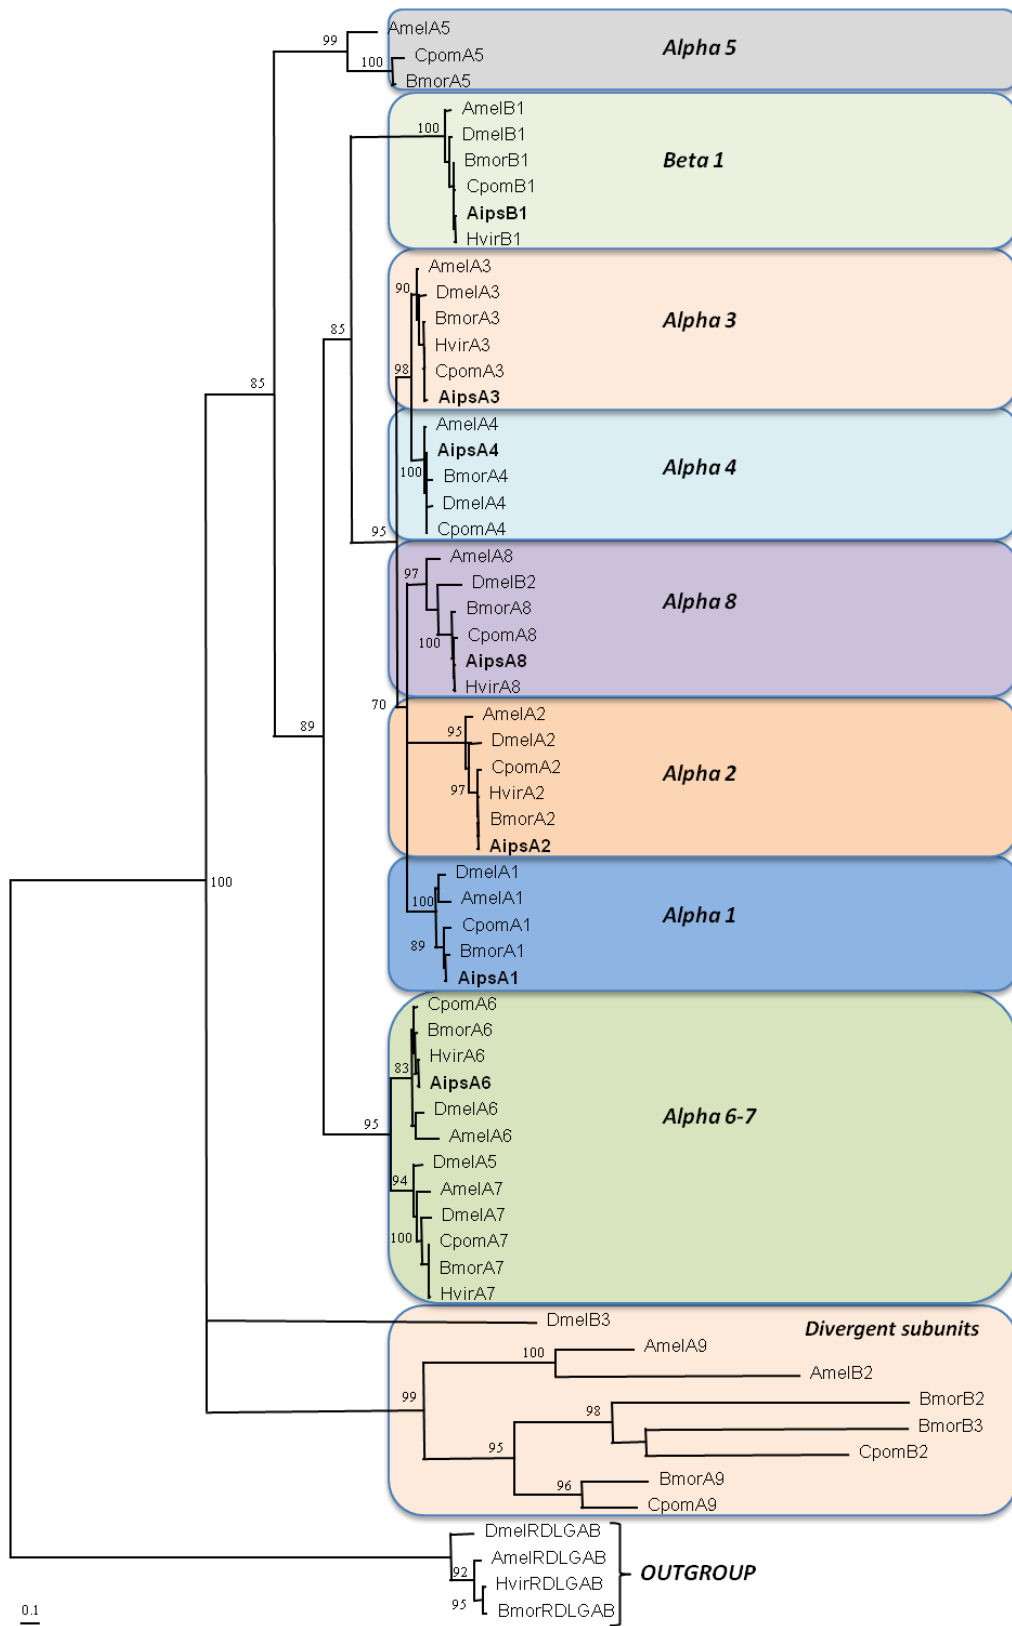 AmelA5
99
Alpha 5
CpomA5
100
BmorA5
AmelB1
100
DmelB1
BmorB1
Beta 1
CpomB1
AipsB1
HvirB1
AmelA3
90
DmelA3
BmorA3
Alpha 3
85
HvirA3
98
CpomA3
85
AipsA3
AmelA4
AipsA4
100
BmorA4
Alpha 4
DmelA4
95
CpomA4
AmelA8
97
DmelB2
Alpha 8
BmorA8
100
CpomA8
AipsA8
HvirA8
70
AmelA2
89
95
DmelA2
CpomA2
Alpha 2
97
HvirA2
BmorA2
AipsA2
DmelA1
100
100
AmelA1
Alpha 1
CpomA1
89
BmorA1
AipsA1
CpomA6
BmorA6
HvirA6
83
AipsA6
DmelA6
Alpha 6-7
95
AmelA6
DmelA5
94
AmelA7
DmelA7
100
CpomA7
BmorA7
HvirA7
DmelB3
Divergent subunits
AmelA9
100
AmelB2
99
BmorB2
98
BmorB3
95
CpomB2
BmorA9
96
CpomA9
DmelRDLGAB
AmelRDLGAB
92
OUTGROUP
HvirRDLGAB
95
BmorRDLGAB
0.1